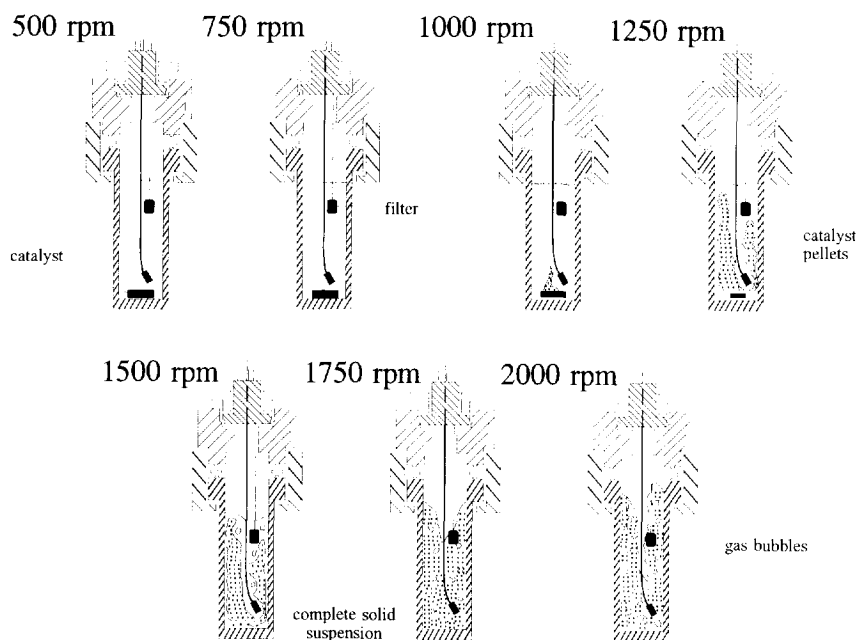 500 rpm
750 rpm
1000 rpm
1250 rpm
filter
catalyst
catalyst
pellets
1500 rpm
1750 rpm
2000 rpm
gas bubbles
complete solid
suspension